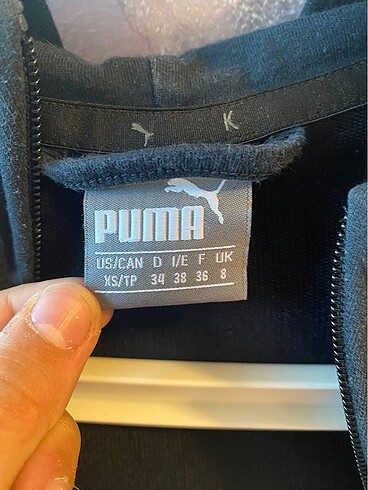 K
PUMA
US/CAN D I/E F UK
XS/TP 34 38 36 8